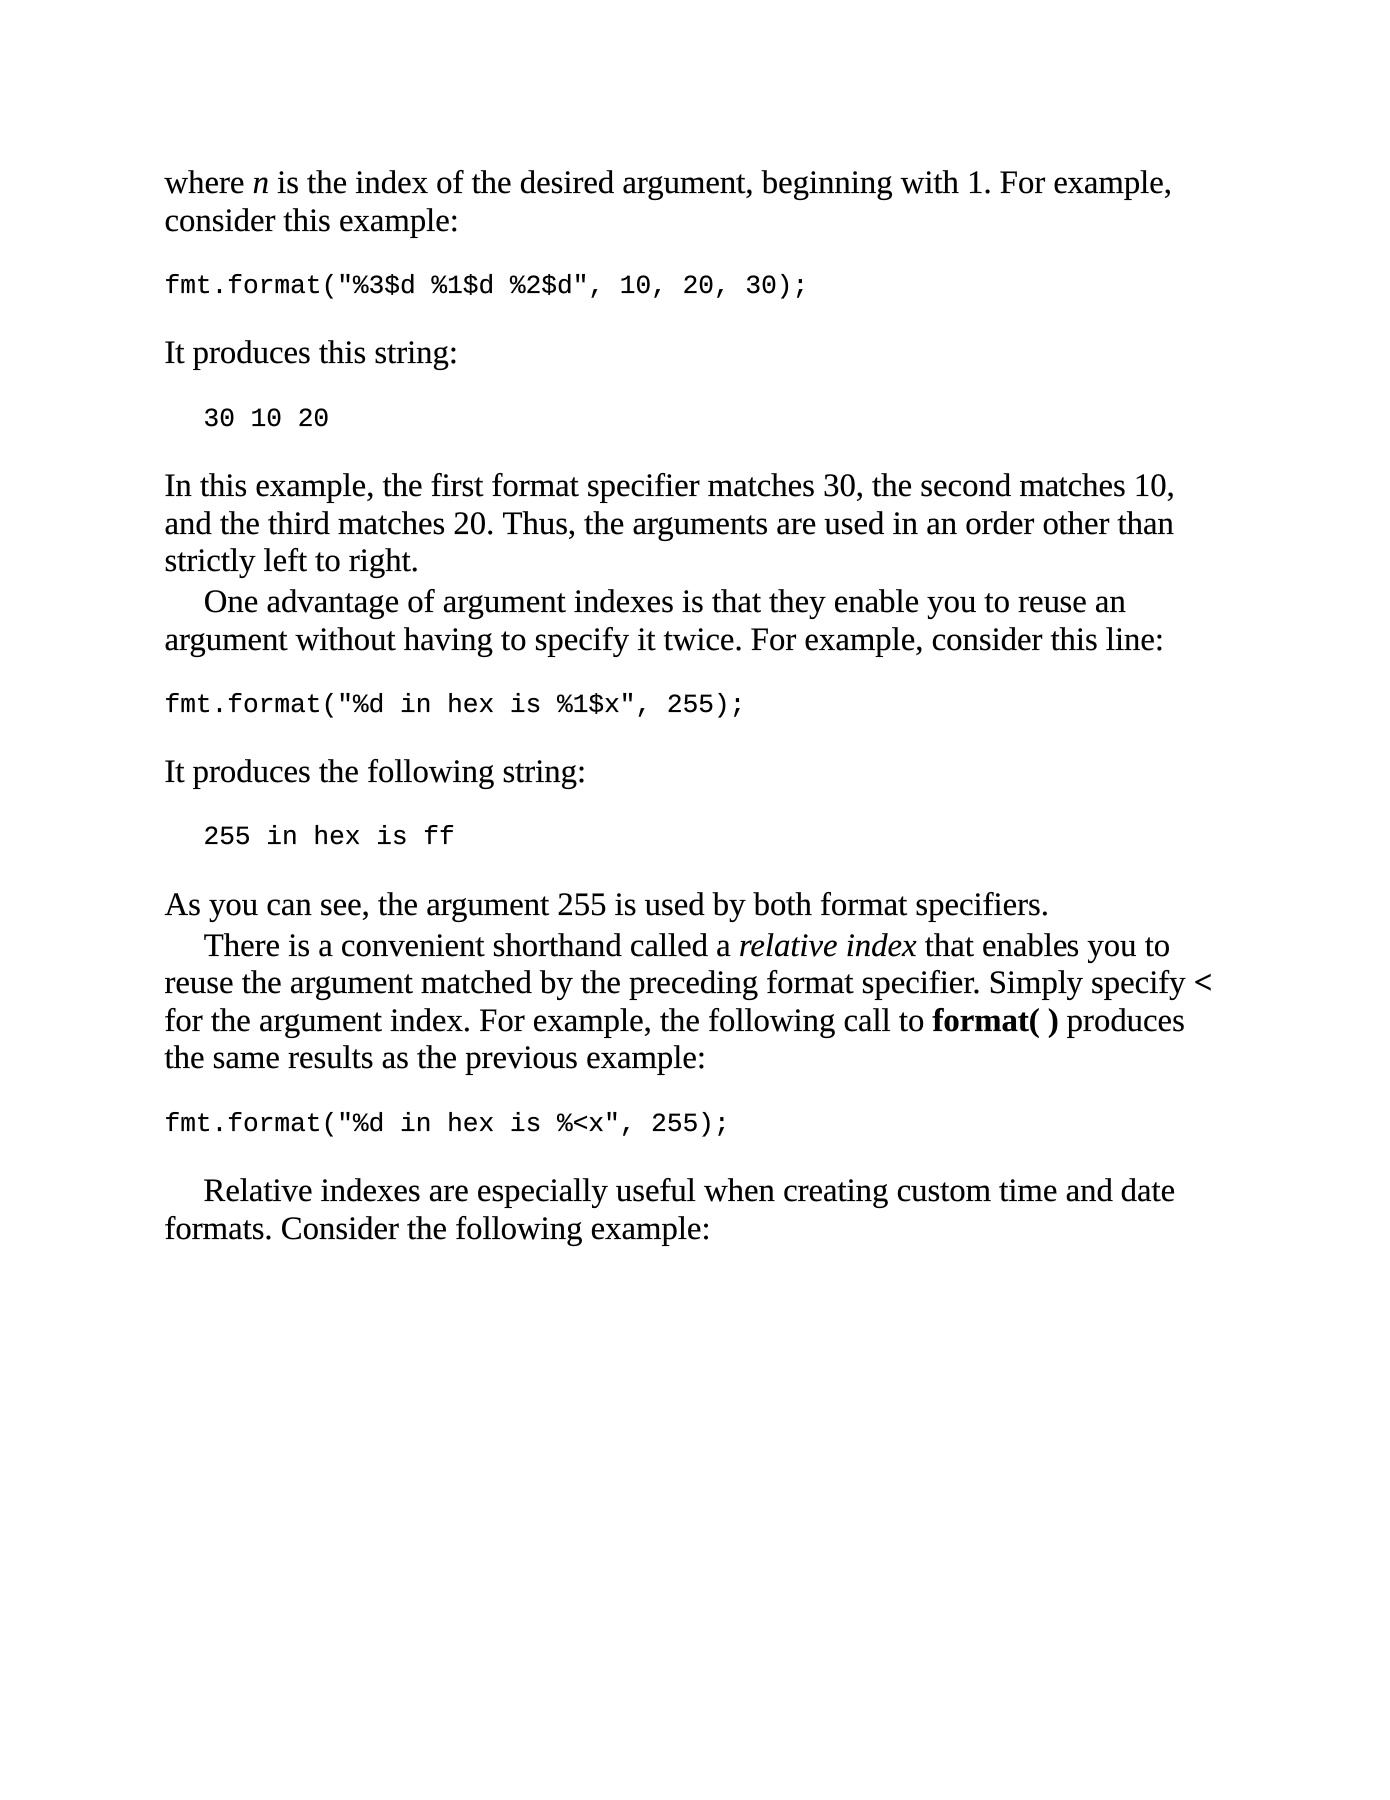 where n is the index of the desired argument, beginning with 1. For example,
consider this example:
fmt.format("%3$d %1$d %2$d", 10, 20, 30);
It produces this string:
30 10 20
In this example, the first format specifier matches 30, the second matches 10,
and the third matches 20. Thus, the arguments are used in an order other than
strictly left to right.
One advantage of argument indexes is that they enable you to reuse an
argument without having to specify it twice. For example, consider this line:
fmt.format("%d in hex is %1$x", 255);
It produces the following string:
255 in hex is ff
As you can see, the argument 255 is used by both format specifiers.
There is a convenient shorthand called a relative index that enables you to
reuse the argument matched by the preceding format specifier. Simply specify <
for the argument index. For example, the following call to format( ) produces
the same results as the previous example:
fmt.format("%d in hex is %<x", 255);
Relative indexes are especially useful when creating custom time and date
formats. Consider the following example: